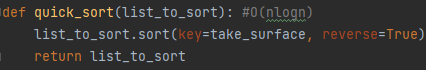 def quick_sort(list_to_sort): #O(nlogn)
list_to_sort.sort(key=take_surface, reverse=True)
return list_to_sort